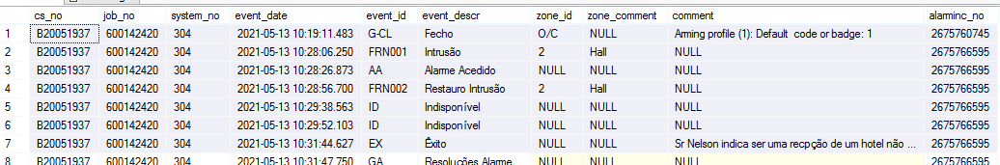 cs_no job_no system_no event_date event_id event_descr zone_id zone_comment comment alarminc_no
1 B20051937 600142420 304 2021-05-13 10:19:11.483 G-CL Fecho O/C NULL Arming profile (1): Default code or badge: 1 2675760745
2 B20051937 600142420 304 2021-05-13 10:28:06.250 FRN001 Intrusão 2 Hall NULL 2675766595
3 B20051937 600142420 304 2021-05-13 10:28:26.873 AA Alarme Acedido NULL NULL NULL 2675766595
4 B20051937 600142420 304 2021-05-13 10:28:56.700 FRN002 Restauro Intrusão 2 Hall NULL 2675766595
5 B20051937 600142420 304 2021-05-13 10:29:38.563 ID Indisponível NULL NULL NULL 2675766595
6 B20051937 600142420 304 2021-05-13 10:29:52.103 ID Indisponível NULL NULL NULL 2675766595
7 B20051937 600142420 304 2021-05-13 10:31:44.627 EX Êxito NULL NULL Sr Nelson indica ser uma recpção de um hotel não ... 2675766595
8 B20051937 600142420 304 2021-05-13 10:31:47.750 GA Resoluções Alarme NULL NULL NULL 2675766595